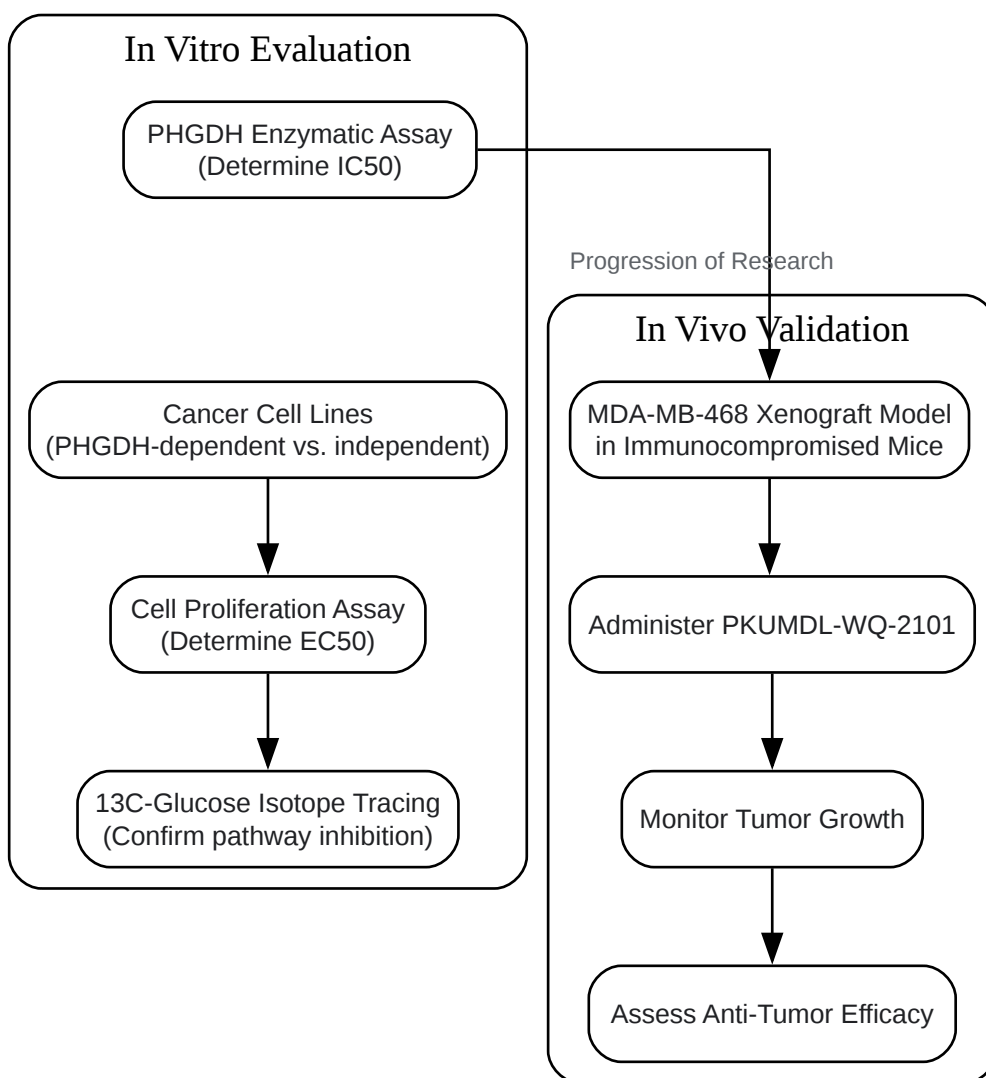 In Vitro Evaluation
PHGDH Enzymatic Assay
(Determine IC50)
Cancer Cell Lines
(PHGDH-dependent vs. independent)
Cell Proliferation Assay
(Determine EC50)
13C-Glucose Isotope Tracing
(Confirm pathway inhibition)
Progression of Research
In Vivo Validation
MDA-MB-468 Xenograft Model
in Immunocompromised Mice
Administer PKUMDL-WQ-2101
Monitor Tumor Growth
Assess Anti-Tumor Efficacy